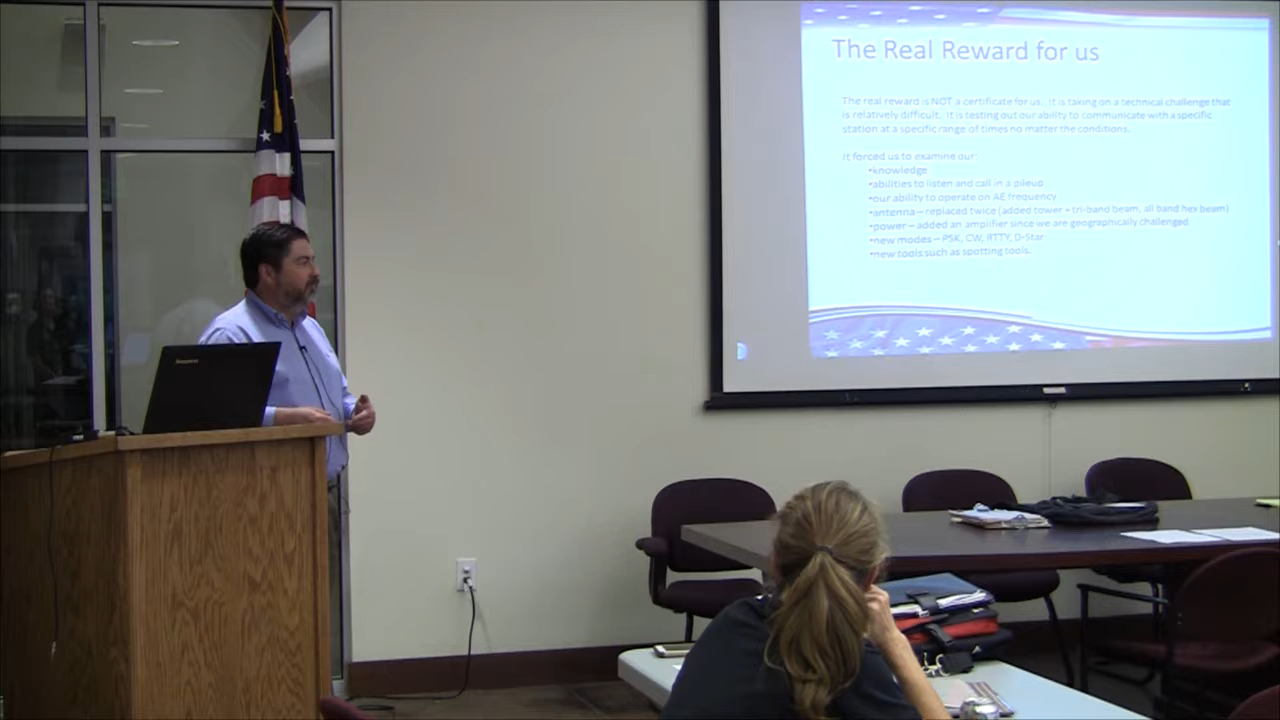 The Real Reward for us
The real reward is NOT a certificate for us. It is taking on a technical challenge that
is relatively difficult. It is testing out our ability to communicate with a specific
station at a specific range of times no matter the conditions.
It forced us to examine our:
•knowledge
•abilities to listen and call in a pileup
•our ability to operate on AE frequency
•antenna – replaced twice (added tower + tri-band beam, all band hex beam)
•power – added an amplifier since we are geographically challenged.
•new modes – PSK, CW, RTTY, D-Star
•new tools such as spotting tools.
lenovo